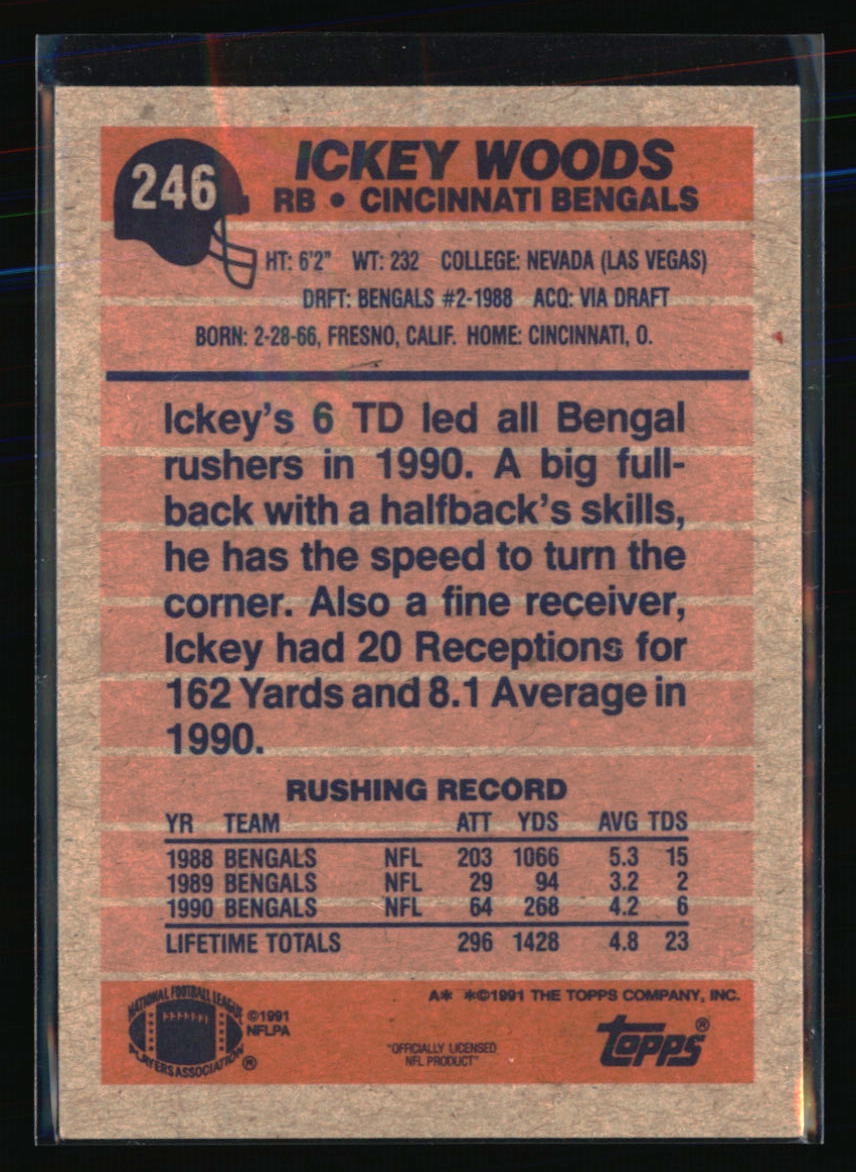 246
ICKEY WOODS
RB • CINCINNATI BENGALS
HT: 6'2" WT: 232 COLLEGE: NEVADA (LAS VEGAS)
DRFT: BENGALS #2-1988 ACQ: VIA DRAFT
BORN: 2-28-66, FRESNO, CALIF. HOME: CINCINNATI, O.
Ickey's 6 TD led all Bengal
rushers in 1990. A big full-
back with a halfback's skills,
he has the speed to turn the
corner. Also a fine receiver,
Ickey had 20 Receptions for
162 Yards and 8.1 Average in
1990.
RUSHING RECORD
YR TEAM ATT YDS AVG TDS
1988 BENGALS NFL 203 1066 5.3 15
1989 BENGALS NFL 29 94 3.2 2
1990 BENGALS NFL 64 268 4.2 6
LIFETIME TOTALS 296 1428 4.8 23
NATIONAL FOOTBALL LEAGUE
PLAYERS ASSOCIATION ®
©1991
NFLPA
A* *©1991 THE TOPPS COMPANY, INC.
"OFFICIALLY LICENSED
NFL PRODUCT"
topps®